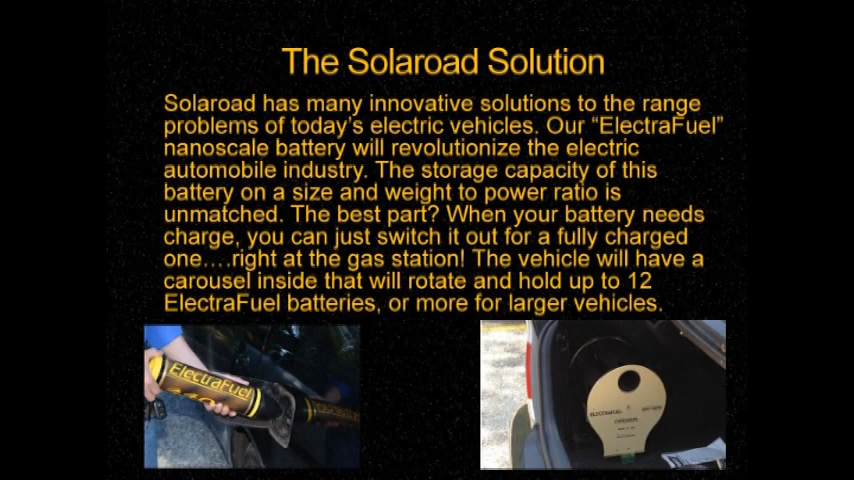 The Solaroad Solution
Solaroad has many innovative solutions to the range
problems of today’s electric vehicles. Our “ElectraFuel”
nanoscale battery will revolutionize the electric
automobile industry. The storage capacity of this
battery on a size and weight to power ratio is
unmatched. The best part? When your battery needs
charge, you can just switch it out for a fully charged
one….right at the gas station! The vehicle will have a
carousel inside that will rotate and hold up to 12
ElectraFuel batteries, or more for larger vehicles.
ElectraFuel
ELECTRAFUEL